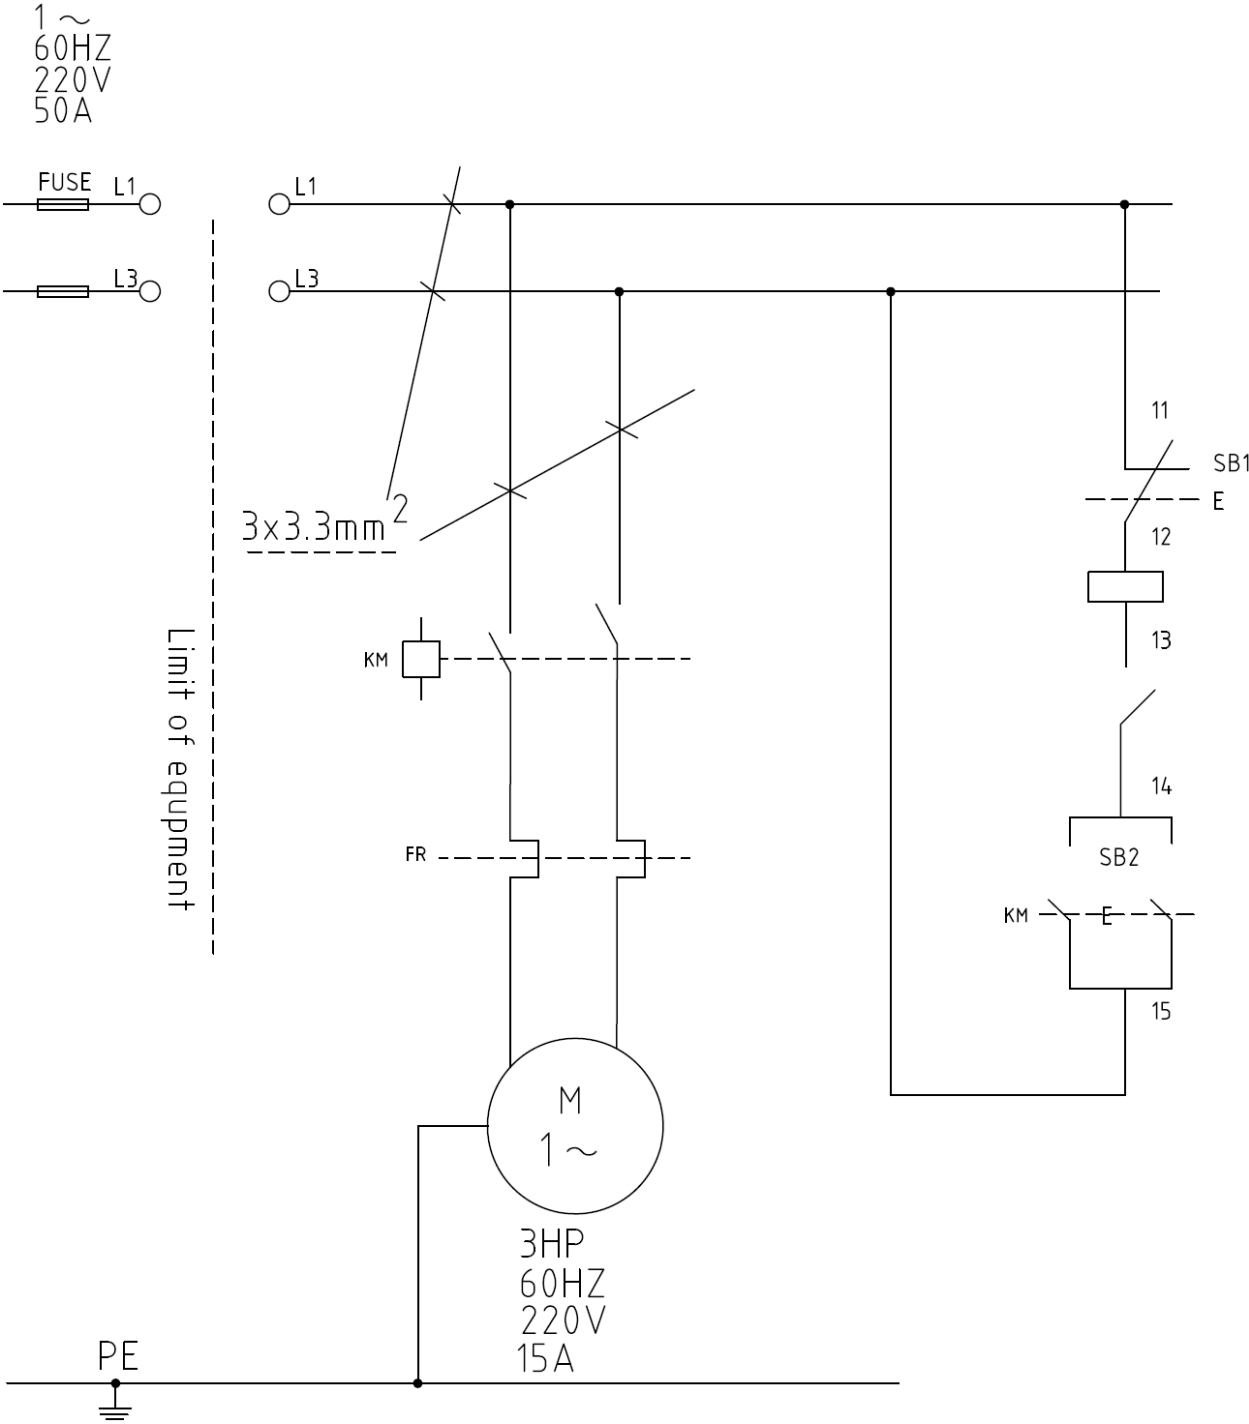 1 ~
60HZ
220V
50A
FUSE
L1
L1
L3
L3
11
SB1
E
3x3.3mm²
12
13
Limit of equpment
KM
14
FR
SB2
KM
E
15
M
1~
3HP
60HZ
220V
15A
PE